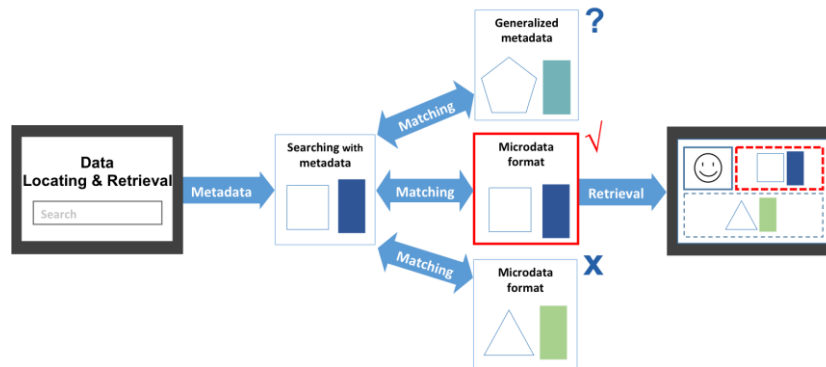 Data
Locating & Retrieval
Search
Metadata
Searching with
metadata
Matching
Matching
Matching
Generalized
metadata
?
Microdata
format
√
Microdata
format
X
Retrieval